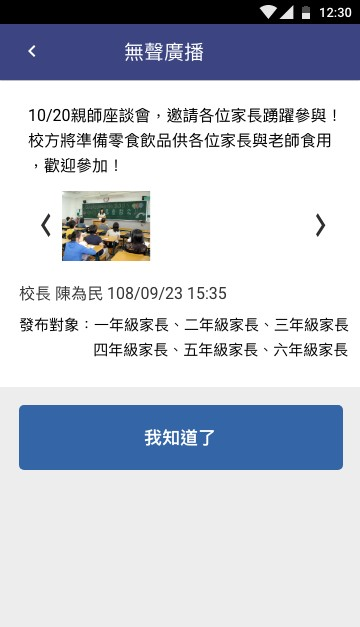 12:30
無聲廣播
10/20親師座談會，邀請各位家長踴躍參與！
校方將準備零食飲品供各位家長與老師食用
，歡迎參加！
校長 陳為民 108/09/23 15:35
發布對象：一年級家長、二年級家長、三年級家長
四年級家長、五年級家長、六年級家長
我知道了